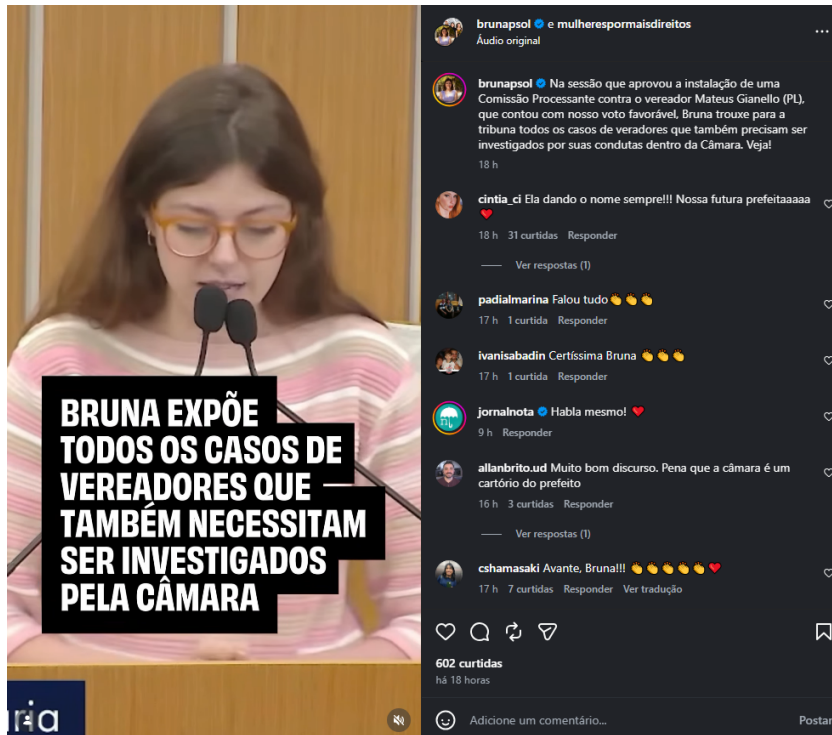 BRUNA EXPÕE
TODOS OS CASOS DE
VEREADORES QUE
TAMBÉM NECESSITAM
SER INVESTIGADOS
PELA CÂMARA
brunapsol e mulherespormaisdireitos
Áudio original
brunapsol Na sessão que aprovou a instalação de uma
Comissão Processante contra o vereador Mateus Gianello (PL),
que contou com nosso voto favorável, Bruna trouxe para a
tribuna todos os casos de veradores que também precisam ser
investigados por suas condutas dentro da Câmara. Veja!
18 h
cintia_ci Ela dando o nome sempre!!! Nossa futura prefeitaaaaa
❤️
18 h 31 curtidas Responder
Ver respostas (1)
padialmarina Falou tudo👏👏👏
17 h 1 curtida Responder
ivanisabadin Certíssima Bruna 👏👏👏
17 h 1 curtida Responder
jornalnota Habla mesmo! ❤️
9 h Responder
allanbrito.ud Muito bom discurso. Pena que a câmara é um
cartório do prefeito
16 h 3 curtidas Responder
Ver respostas (1)
cshamasaki Avante, Bruna!!! 👏👏👏👏👏❤️
17 h 7 curtidas Responder Ver tradução
602 curtidas
há 18 horas
Adicione um comentário... Postar